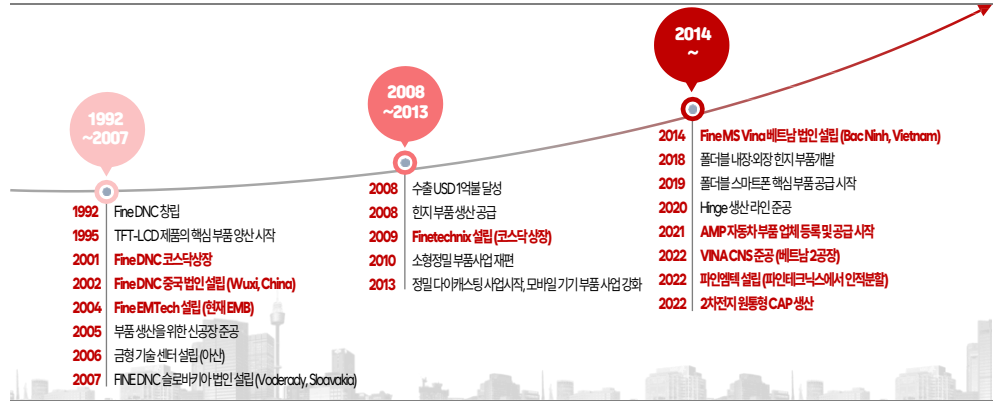 1992
~2007
1992 Fine DNC 창립
1995 TFT-LCD 제품의 핵심 부품 양산 시작
2001 Fine DNC 코스닥상장
2002 Fine DNC 중국 법인 설립 (Wuxi, China)
2004 Fine EMTech 설립 (현재 EMB)
2005 부품 생산을 위한 신공장 준공
2006 금형 기술 센터 설립 (아산)
2007 FINE DNC 슬로바키아 법인 설립 (Voderady, Sloavakia)
2008
~2013
2008 수출 USD 1억불 달성
2008 힌지 부품 생산 공급
2009 Finetechnix 설립 (코스닥 상장)
2010 소형정밀 부품사업 재편
2013 정밀 다이캐스팅 사업시작, 모바일 기기 부품 사업 강화
2014
~
2014 Fine MS Vina 베트남 법인 설립 (Bac Ninh, Vietnam)
2018 폴더블 내장·외장 힌지 부품개발
2019 폴더블 스마트폰 핵심 부품 공급 시작
2020 Hinge 생산 라인 준공
2021 AMP 자동차 부품 업체 등록 및 공급 시작
2022 VINA CNS 준공 (베트남 2공장)
2022 파인엠텍 설립 (파인테크닉스에서 인적분할)
2022 2차전지 원통형 CAP 생산